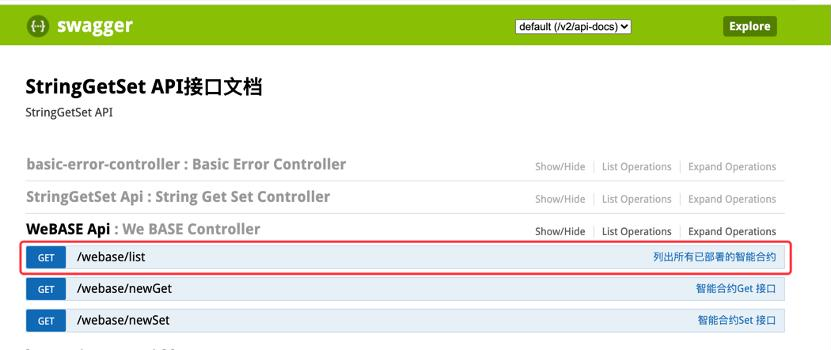 swagger default (/v2/api-docs) Explore
StringGetSet API接口文档
StringGetSet API
basic-error-controller : Basic Error Controller Show/Hide List Operations Expand Operations
StringGetSet Api : String Get Set Controller Show/Hide List Operations Expand Operations
WeBASE Api : We BASE Controller Show/Hide List Operations Expand Operations
GET /webase/list 列出所有已部署的智能合约
GET /webase/newGet 智能合约Get 接口
GET /webase/newSet 智能合约Set 接口